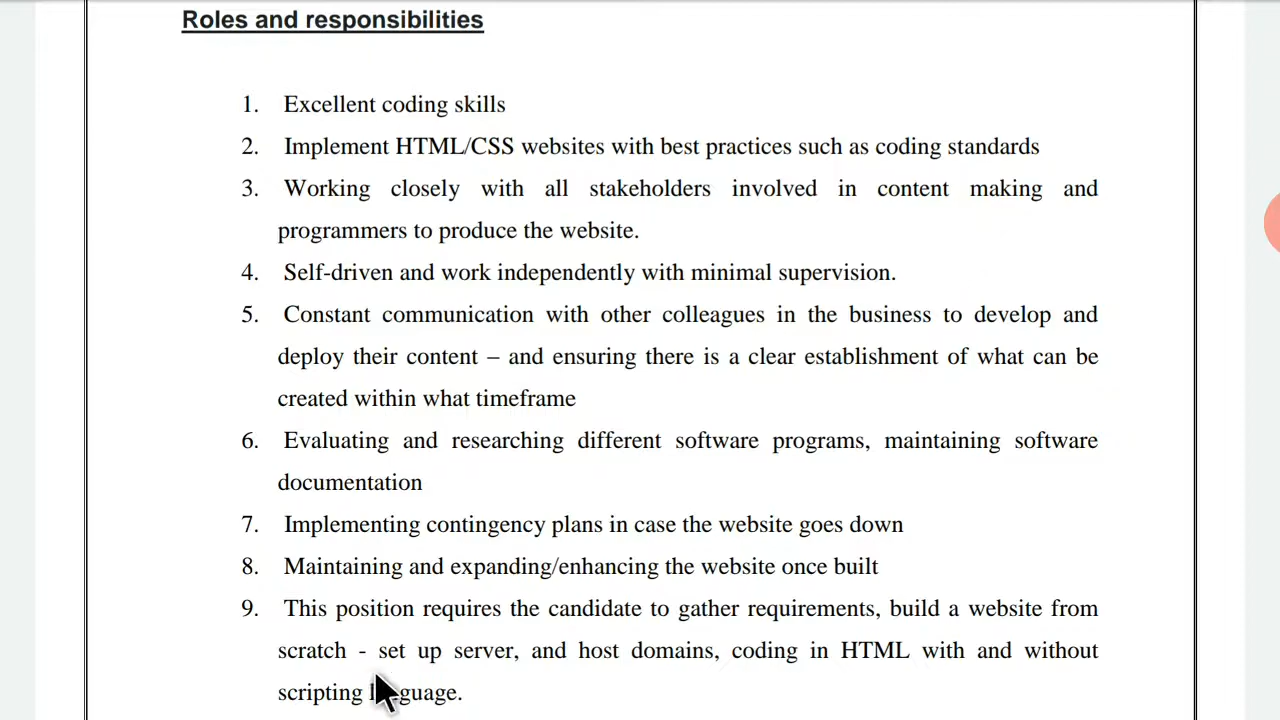 Roles and responsibilities
1. Excellent coding skills
2. Implement HTML/CSS websites with best practices such as coding standards
3. Working closely with all stakeholders involved in content making and
programmers to produce the website.
4. Self-driven and work independently with minimal supervision.
5. Constant communication with other colleagues in the business to develop and
deploy their content – and ensuring there is a clear establishment of what can be
created within what timeframe
6. Evaluating and researching different software programs, maintaining software
documentation
7. Implementing contingency plans in case the website goes down
8. Maintaining and expanding/enhancing the website once built
9. This position requires the candidate to gather requirements, build a website from
scratch - set up server, and host domains, coding in HTML with and without
scripting language.